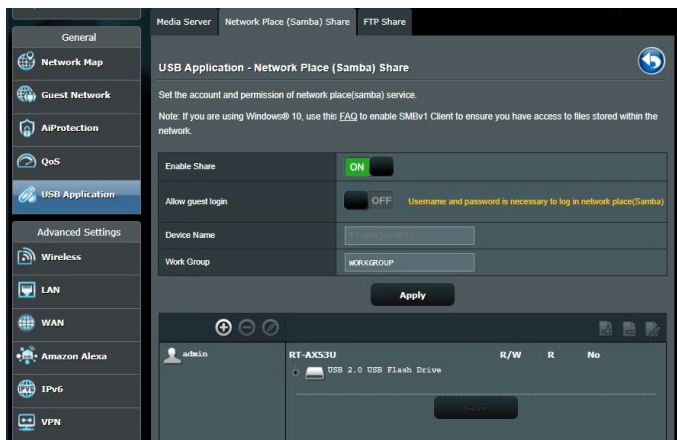 Media Server
Network Place (Samba) Share
FTP Share
General
Network Map
Guest Network
AiProtection
QoS
USB Application
Advanced Settings
Wireless
LAN
WAN
Amazon Alexa
IPv6
VPN
USB Application - Network Place (Samba) Share
Set the account and permission of network place(samba) service.
Note: If you are using Windows® 10, use this FAQ to enable SMBv1 Client to ensure you have access to files stored within the
network.
Enable Share
ON
Allow guest login
OFF
Username and password is necessary to log in network place(Samba)
Device Name
Work Group
WORKGROUP
Apply
admin
RT-AX53U
R/W
R
No
USB 2.0 USB Flash Drive
Save